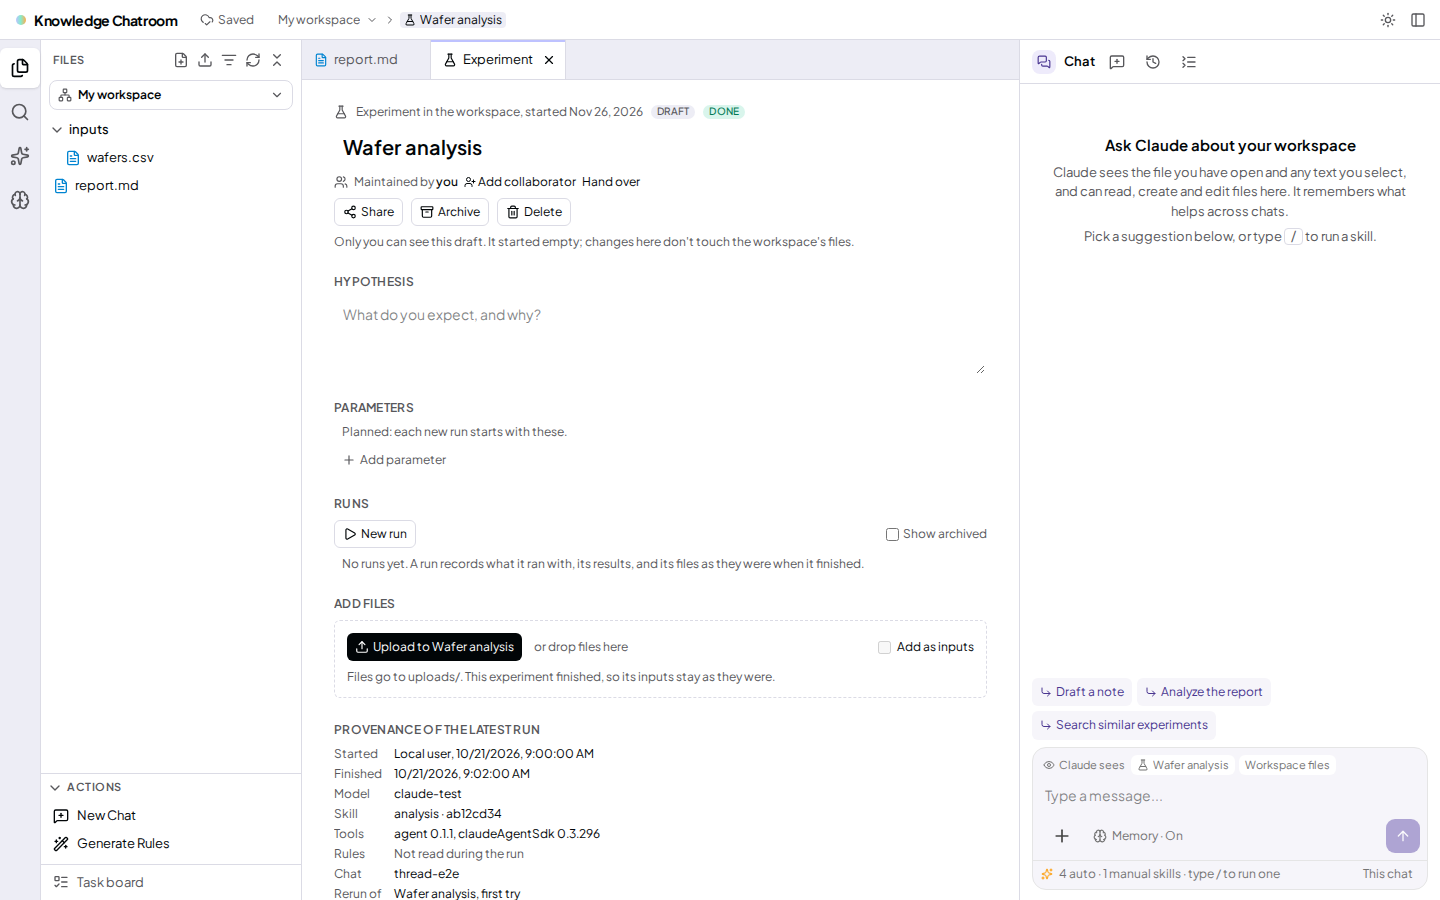 Knowledge Chatroom
Saved
My workspace
Wafer analysis
FILES
My workspace
inputs
wafers.csv
report.md
ACTIONS
New Chat
Generate Rules
Task board
report.md
Experiment
Experiment in the workspace, started Nov 26, 2026
DRAFT
DONE
Wafer analysis
Maintained by you
Add collaborator
Hand over
Share
Archive
Delete
Only you can see this draft. It started empty; changes here don't touch the workspace's files.
HYPOTHESIS
What do you expect, and why?
PARAMETERS
Planned: each new run starts with these.
Add parameter
RUNS
New run
Show archived
No runs yet. A run records what it ran with, its results, and its files as they were when it finished.
ADD FILES
Upload to Wafer analysis
or drop files here
Add as inputs
Files go to uploads/. This experiment finished, so its inputs stay as they were.
PROVENANCE OF THE LATEST RUN
Started Local user, 10/21/2026, 9:00:00 AM
Finished 10/21/2026, 9:02:00 AM
Model claude-test
Skill analysis · ab12cd34
Tools agent 0.1.1, claudeAgentSdk 0.3.296
Rules Not read during the run
Chat thread-e2e
Rerun of Wafer analysis, first try
Chat
Ask Claude about your workspace
Claude sees the file you have open and any text you select,
and can read, create and edit files here. It remembers what
helps across chats.
Pick a suggestion below, or type / to run a skill.
Draft a note
Analyze the report
Search similar experiments
Claude sees
Wafer analysis
Workspace files
Type a message...
Memory · On
4 auto · 1 manual skills · type / to run one
This chat